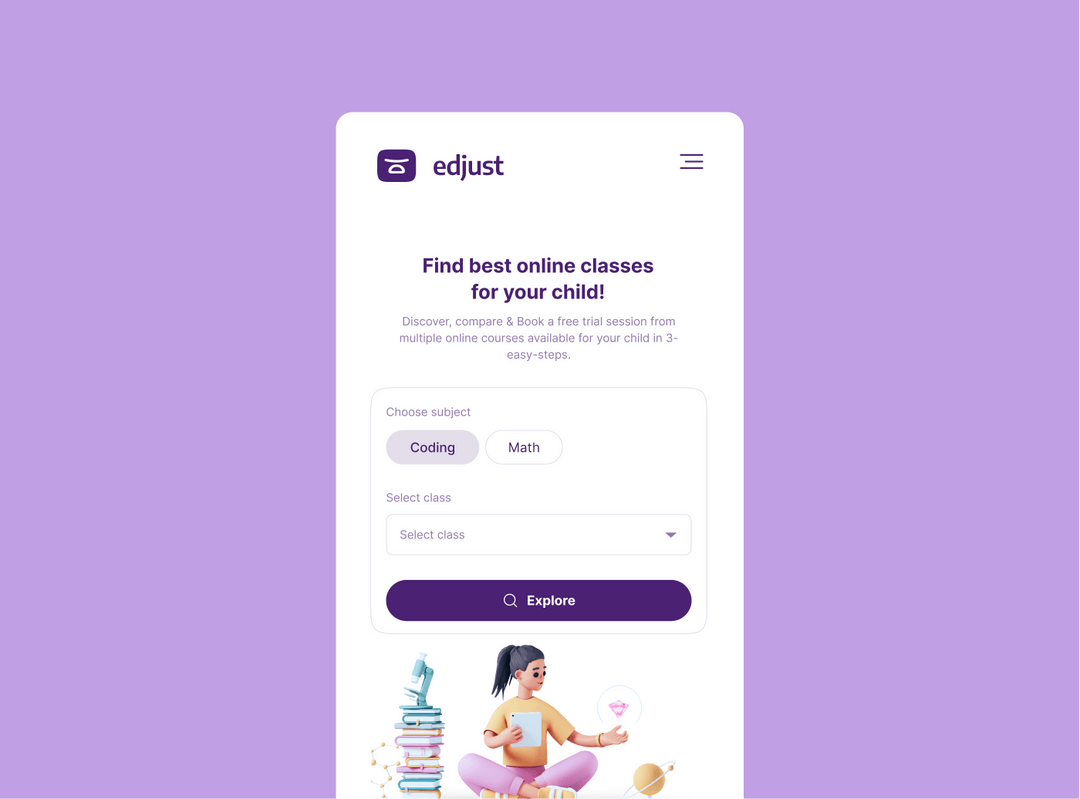 edjust
Find best online classes
for your child!
Discover, compare & Book a free trial session from
multiple online courses available for your child in 3-
easy-steps.
Choose subject
Coding Math
Select class
Select class
Explore